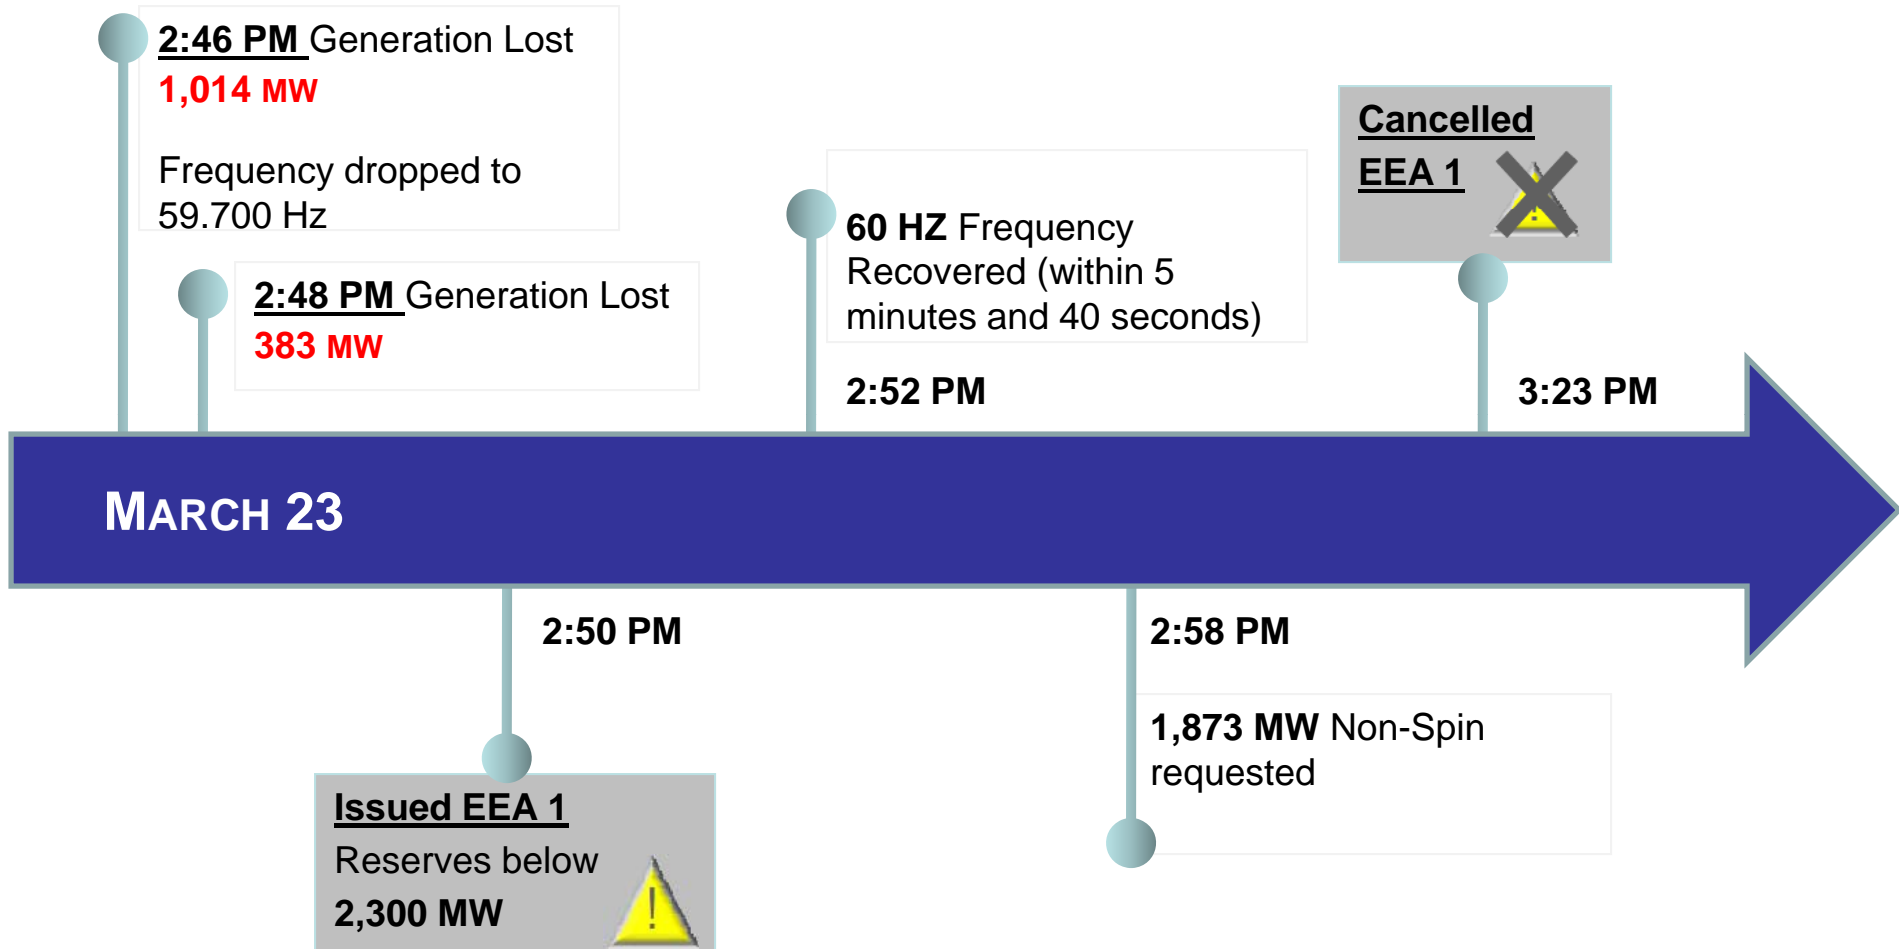 2:46 PM Generation Lost
1,014 MW
Frequency dropped to
59.700 Hz
2:48 PM Generation Lost
383 MW
60 HZ Frequency
Recovered (within 5
minutes and 40 seconds)
2:52 PM
Cancelled
EEA 1
!
3:23 PM
MARCH 23
2:50 PM
Issued EEA 1
Reserves below
2,300 MW
!
2:58 PM
1,873 MW Non-Spin
requested